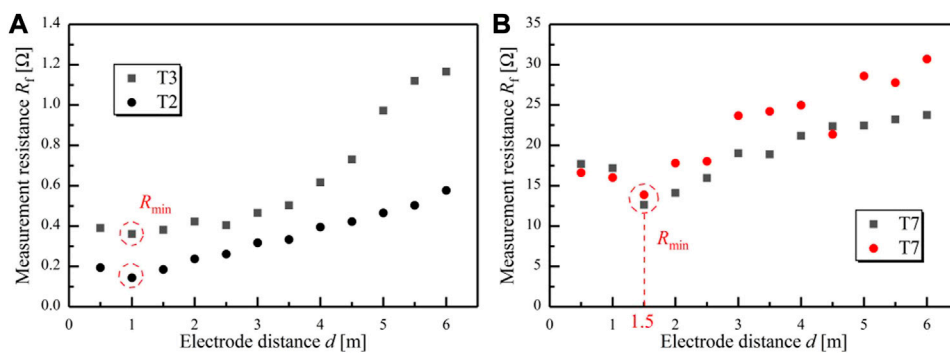 A
Measurement resistance Rf [Ω]
1.4
1.2
1.0
0.8
0.6
0.4
0.2
0.0
T3
T2
Rmin
0 1 2 3 4 5 6
Electrode distance d [m]
B
Measurement resistance Rf [Ω]
35
30
25
20
15
10
5
0
Rmin
T7
T7
0 1 1.5 2 3 4 5 6
Electrode distance d [m]